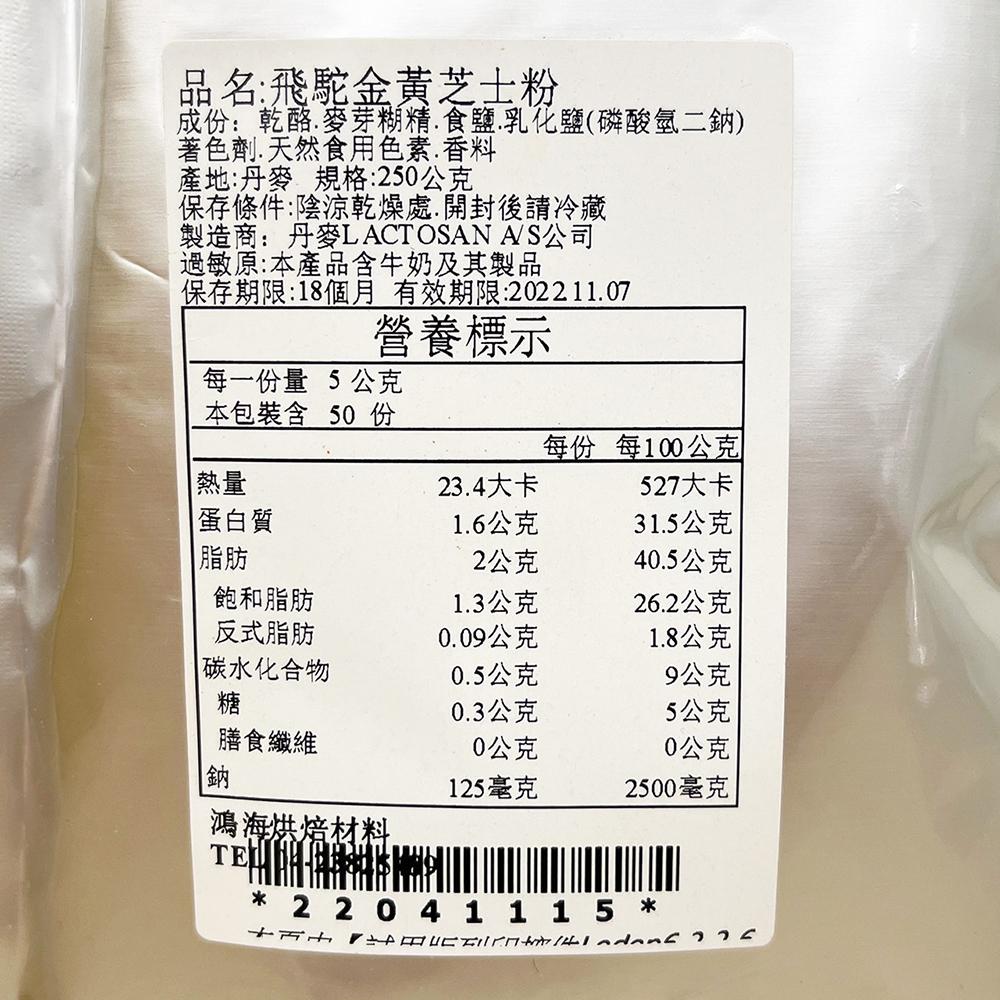 品名:飛駝金黃芝士粉
成份: 乾酪.麥芽糊精.食鹽.乳化鹽(磷酸氫二鈉)
著色劑.天然食用色素.香料
產地:丹麥 規格:250公克
保存條件:陰涼乾燥處.開封後請冷藏
製造商: 丹麥LACTOSAN A/S公司
過敏原:本產品含牛奶及其製品
保存期限:18個月 有效期限:202211.07
營養標示
每一份量 5 公克
本包裝含 50 份
每份 每100公克
熱量 23.4大卡 527大卡
蛋白質 1.6公克 31.5公克
脂肪 2公克 40.5公克
飽和脂肪 1.3公克 26.2公克
反式脂肪 0.09公克 1.8公克
碳水化合物 0.5公克 9公克
糖 0.3公克 5公克
膳食纖維 0公克 0公克
鈉 125毫克 2500毫克
鴻海烘焙材料
TEL
*22041115*